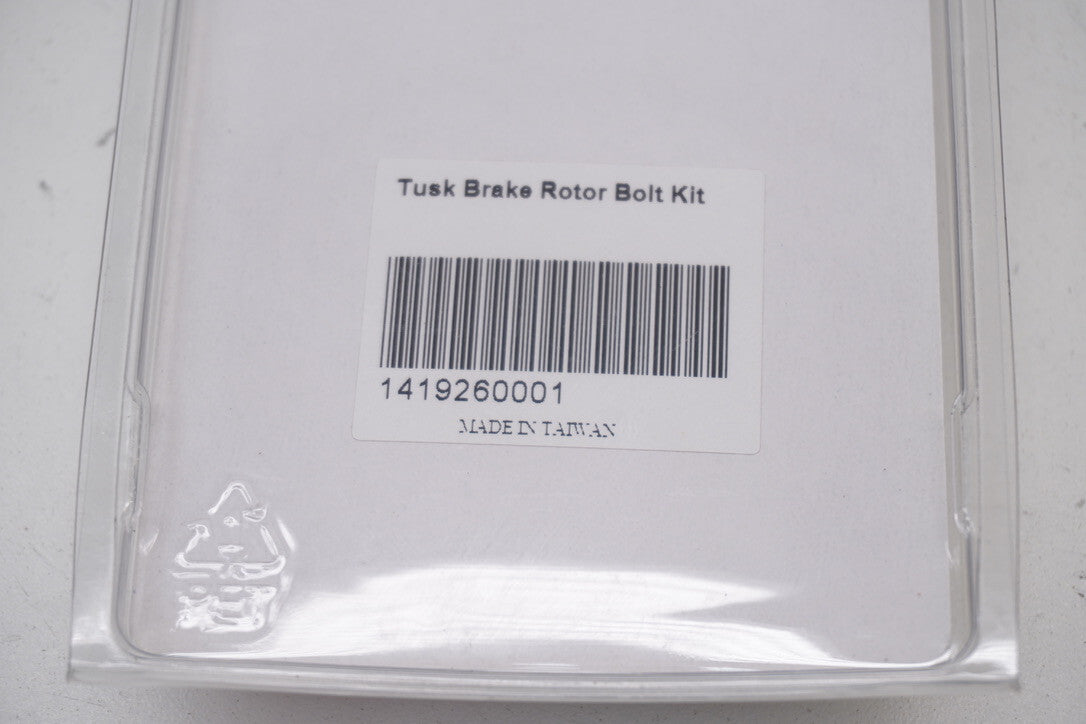 Tusk Brake Rotor Bolt Kit
1419260001
MADE IN TAIWAN